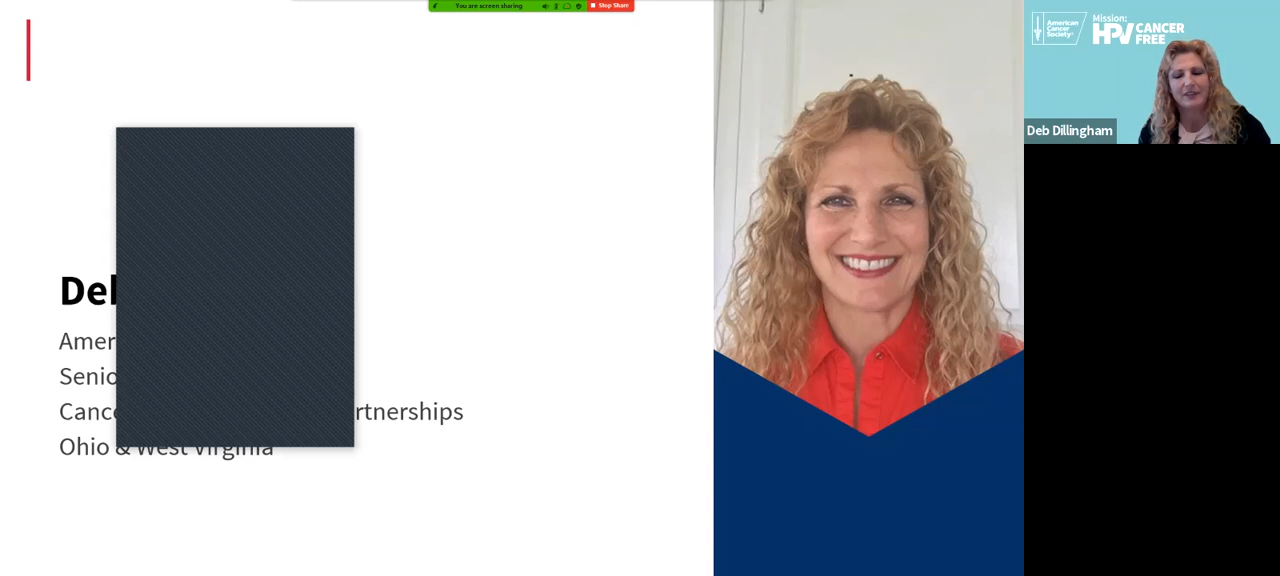 You are screen sharing Stop Share
American
Cancer
Society
Mission:
HPV CANCER
FREE
Deb Dillingham
De
Amer
Senio
Cance rtnerships
Ohio & West Virginia